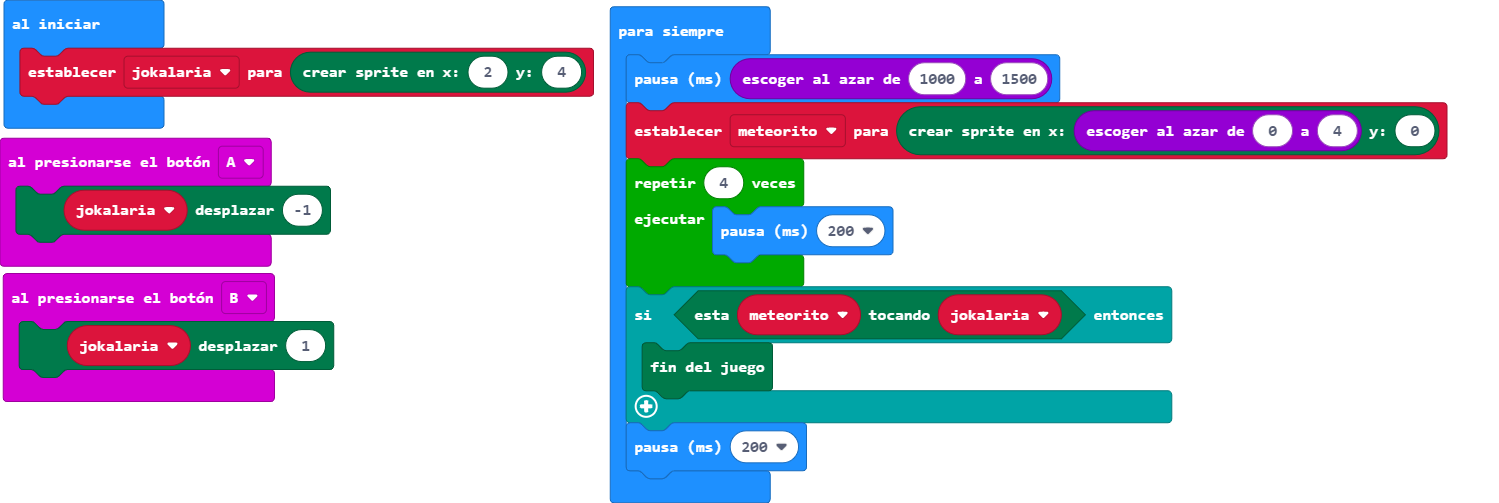 al iniciar
establecer jokalaria para crear sprite en x: 2 y: 4
al presionarse el botón A
jokalaria desplazar -1
al presionarse el botón B
jokalaria desplazar 1
para siempre
pausa (ms) escoger al azar de 1000 a 1500
establecer meteorito para crear sprite en x: escoger al azar de 0 a 4 y: 0
repetir 4 veces
ejecutar pausa (ms) 200
si esta meteorito tocando jokalaria entonces
fin del juego
pausa (ms) 200